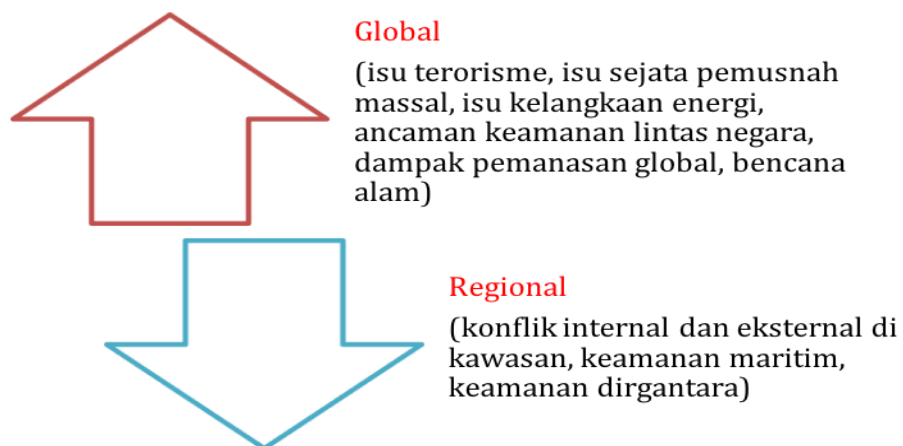 Global
(isu terorisme, isu sejata pemusnah
massal, isu kelangkaan energi,
ancaman keamanan lintas negara,
dampak pemanasan global, bencana
alam)
Regional
(konflik internal dan eksternal di
kawasan, keamanan maritim,
keamanan dirgantara)